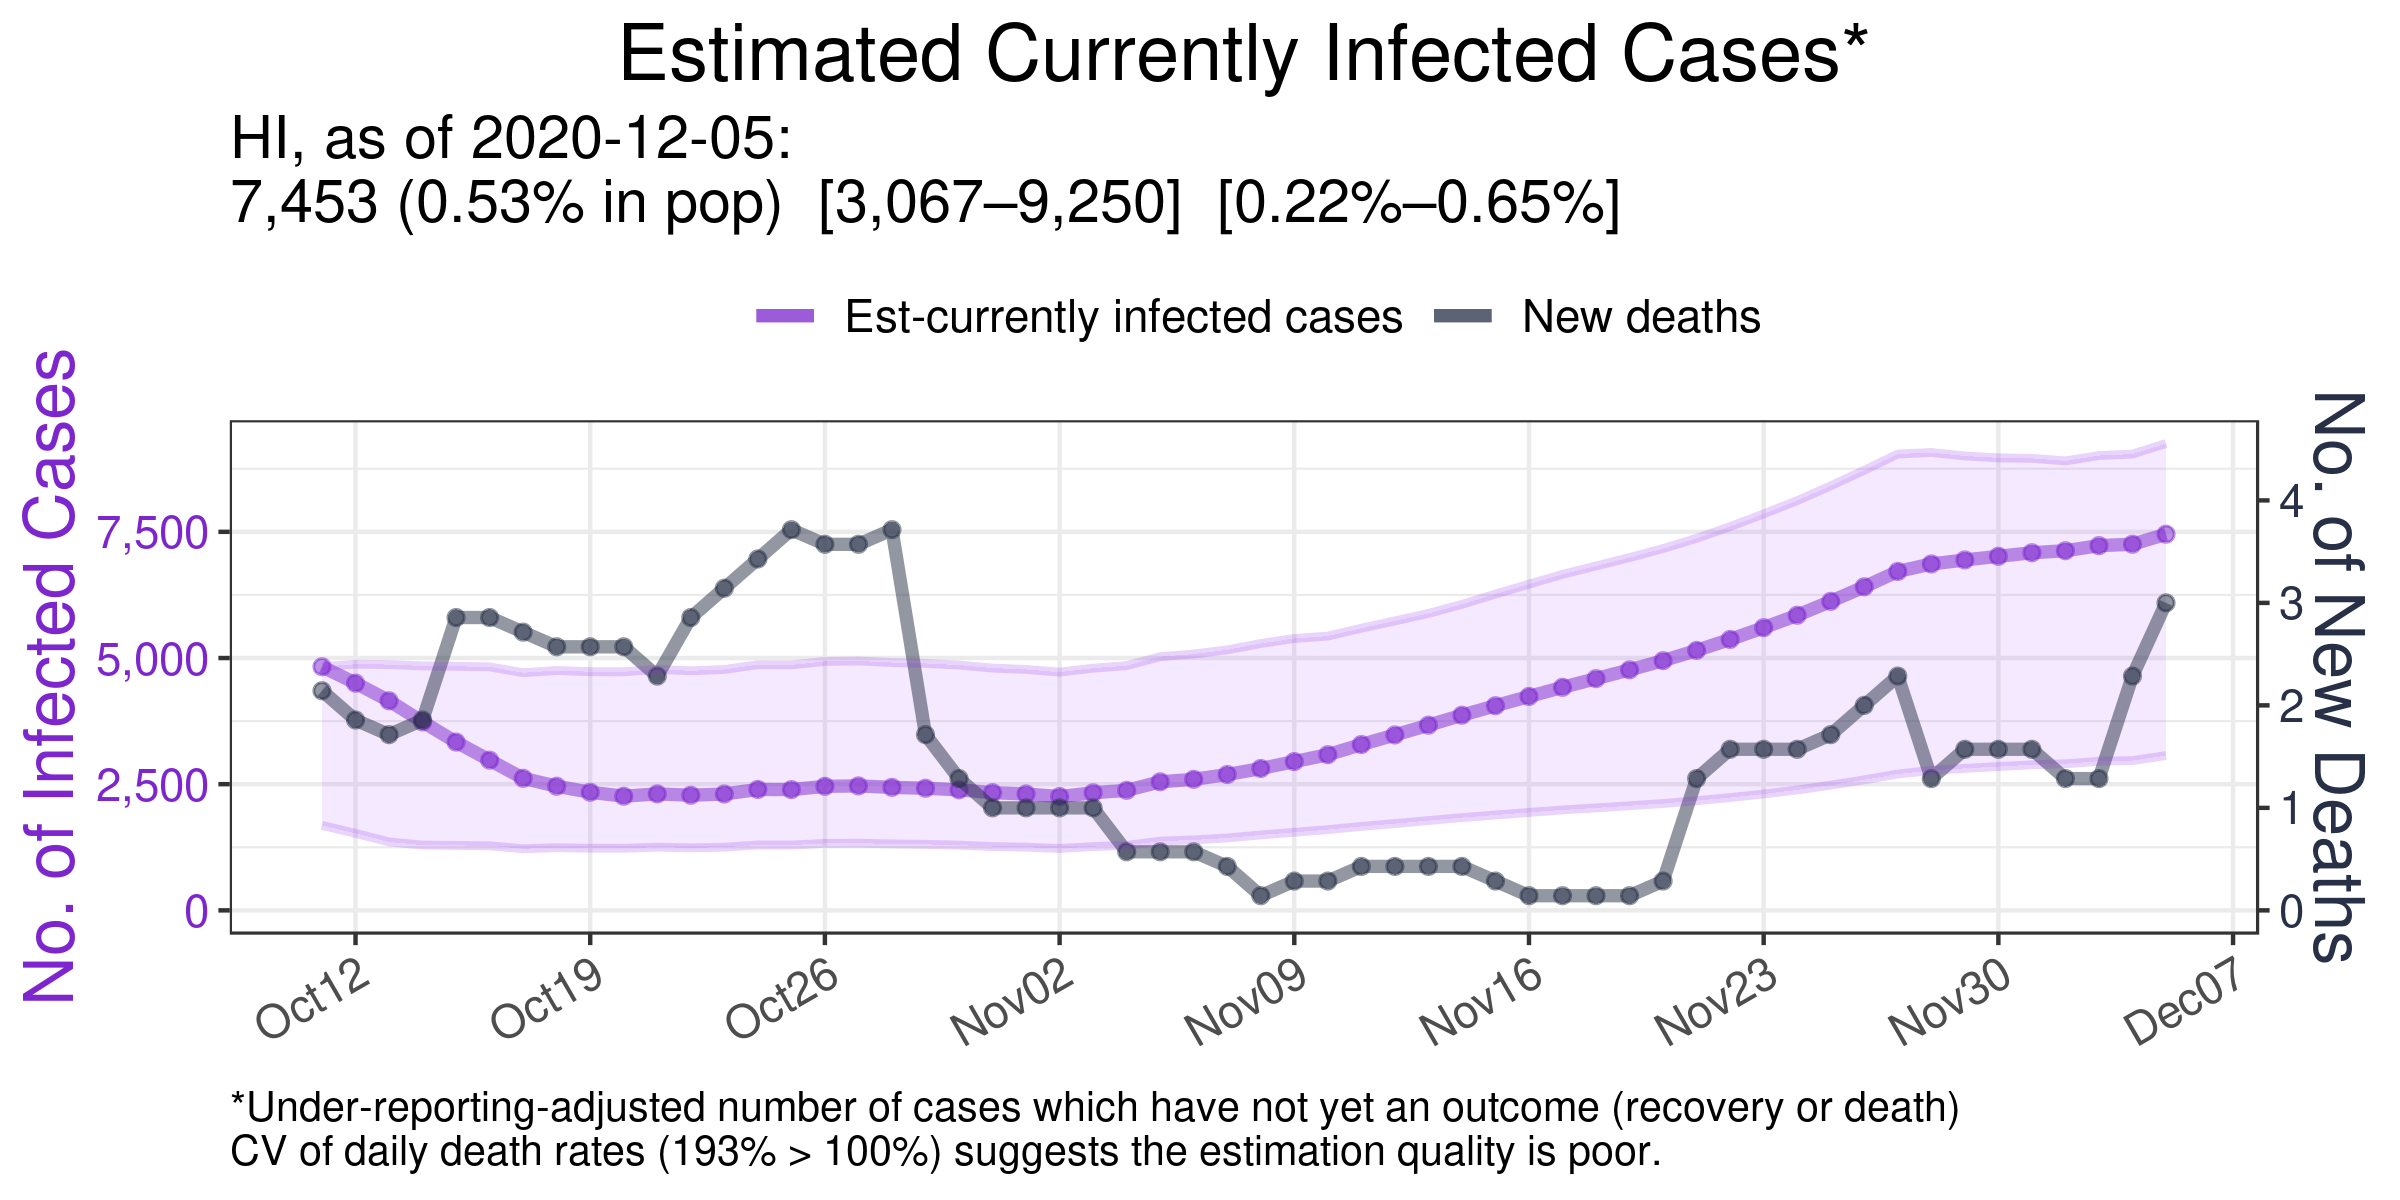 Estimated Currently Infected Cases*
HI, as of 2020-12-05:
7,453 (0.53% in pop)  [3,067–9,250]  [0.22%–0.65%]
Est-currently infected cases
New deaths
No. of Infected Cases
7,500
5,000
2,500
0
No. of New Deaths
4
3
2
1
0
Oct12
Oct19
Oct26
Nov02
Nov09
Nov16
Nov23
Nov30
Dec07
*Under-reporting-adjusted number of cases which have not yet an outcome (recovery or death)
CV of daily death rates (193% > 100%) suggests the estimation quality is poor.